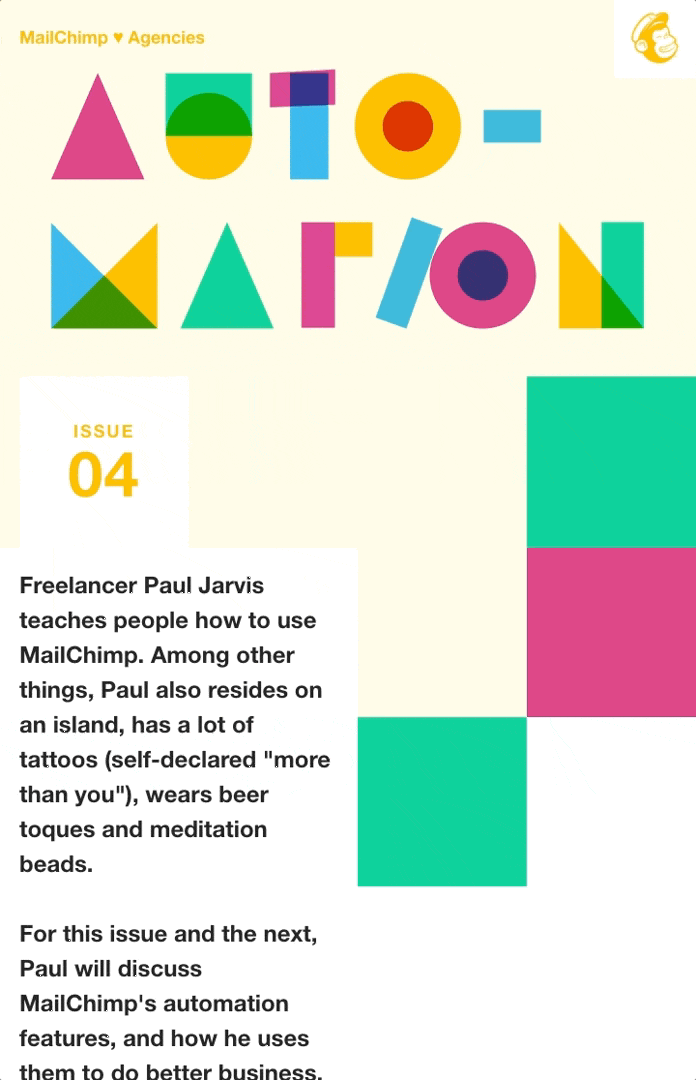 MailChimp ♥ Agencies
AUTO-
MATION
ISSUE
04
Freelancer Paul Jarvis
teaches people how to use
MailChimp. Among other
things, Paul also resides on
an island, has a lot of
tattoos (self-declared "more
than you"), wears beer
toques and meditation
beads.
For this issue and the next,
Paul will discuss
MailChimp's automation
features, and how he uses
them to do better business.